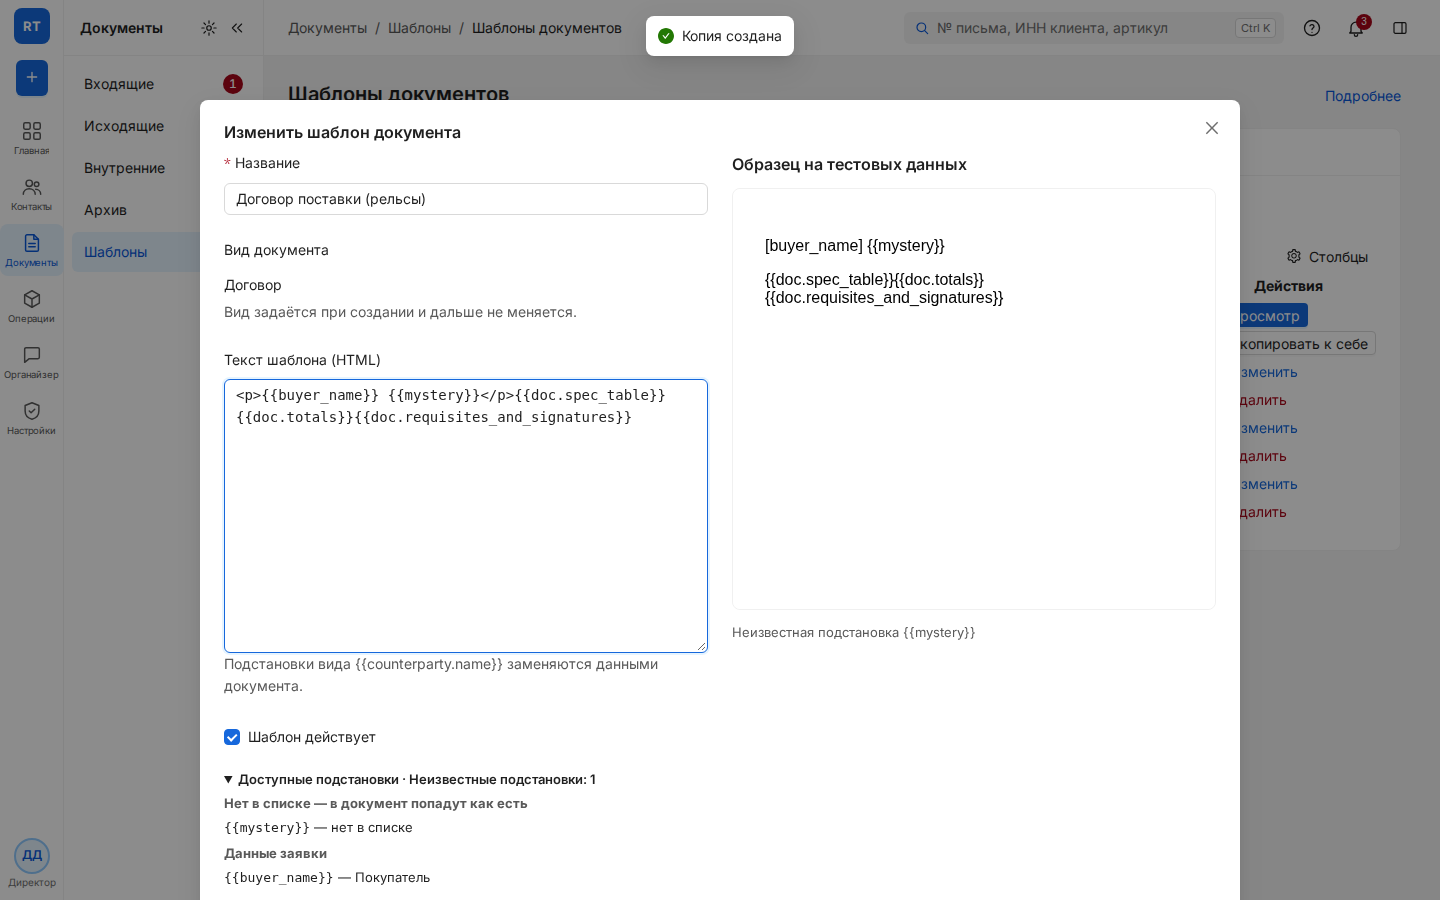 RT
Документы
Документы / Шаблоны / Шаблоны документов
Копия создана
№ письма, ИНН клиента, артикул
Ctrl K
3
+
Входящие
1
Исходящие
Внутренние
Архив
Шаблоны
Главная
Контакты
Документы
Операции
Органайзер
Настройки
ДД
Директор
Шаблоны документов
Подробнее
Столбцы
Действия
росмотр
копировать к себе
зменить
далить
зменить
далить
зменить
далить
Изменить шаблон документа
* Название
Договор поставки (рельсы)
Вид документа
Договор
Вид задаётся при создании и дальше не меняется.
Текст шаблона (HTML)
<p>{{buyer_name}} {{mystery}}</p>{{doc.spec_table}}
{{doc.totals}}{{doc.requisites_and_signatures}}
Подстановки вида {{counterparty.name}} заменяются данными
документа.
Шаблон действует
Доступные подстановки · Неизвестные подстановки: 1
Нет в списке — в документ попадут как есть
{{mystery}} — нет в списке
Данные заявки
{{buyer_name}} — Покупатель
Образец на тестовых данных
[buyer_name] {{mystery}}
{{doc.spec_table}}{{doc.totals}}
{{doc.requisites_and_signatures}}
Неизвестная подстановка {{mystery}}